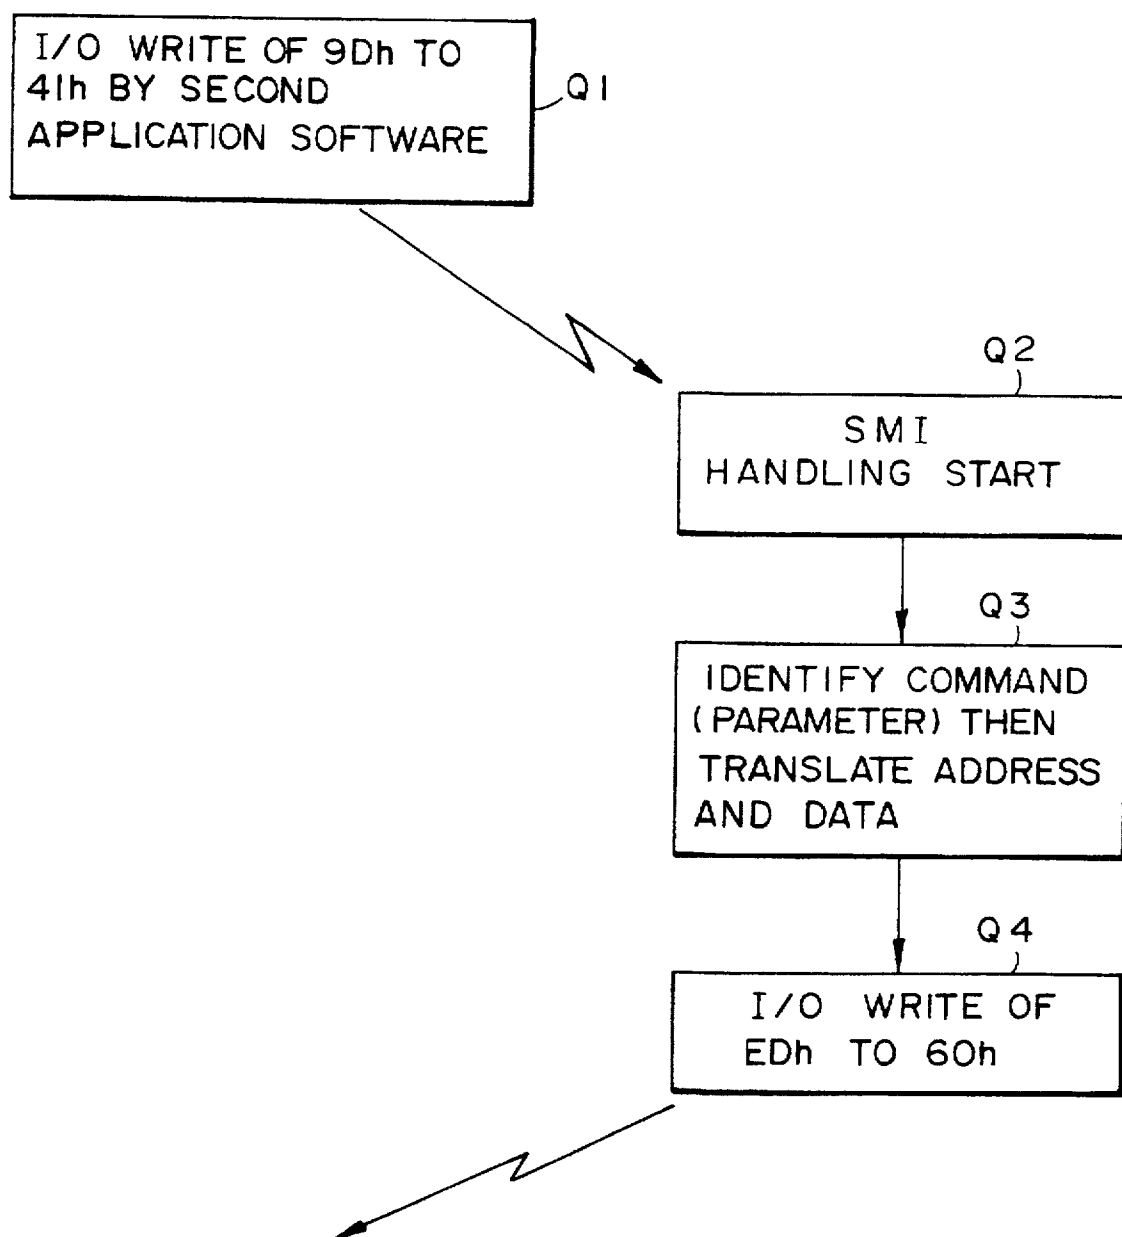 I/O WRITE OF 9Dh TO
41h BY SECOND
APPLICATION SOFTWARE
Q1
Q2
SMI
HANDLING START
Q3
IDENTIFY COMMAND
(PARAMETER) THEN
TRANSLATE ADDRESS
AND DATA
Q4
I/O WRITE OF
EDh TO 60h